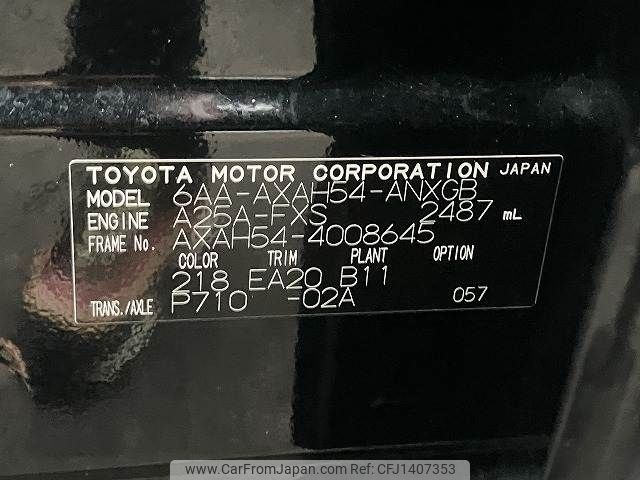 TOYOTA MOTOR CORPORATION JAPAN
MODEL 6AA-AXAH54-ANXGB
ENGINE A25A-FXS 2487 mL
FRAME No. AXAH54-4008645
COLOR TRIM PLANT OPTION
218 EA20 B11
TRANS./AXLE P710 -02A 057
www.CarFromJapan.com | Stock ID: CFJ1407353